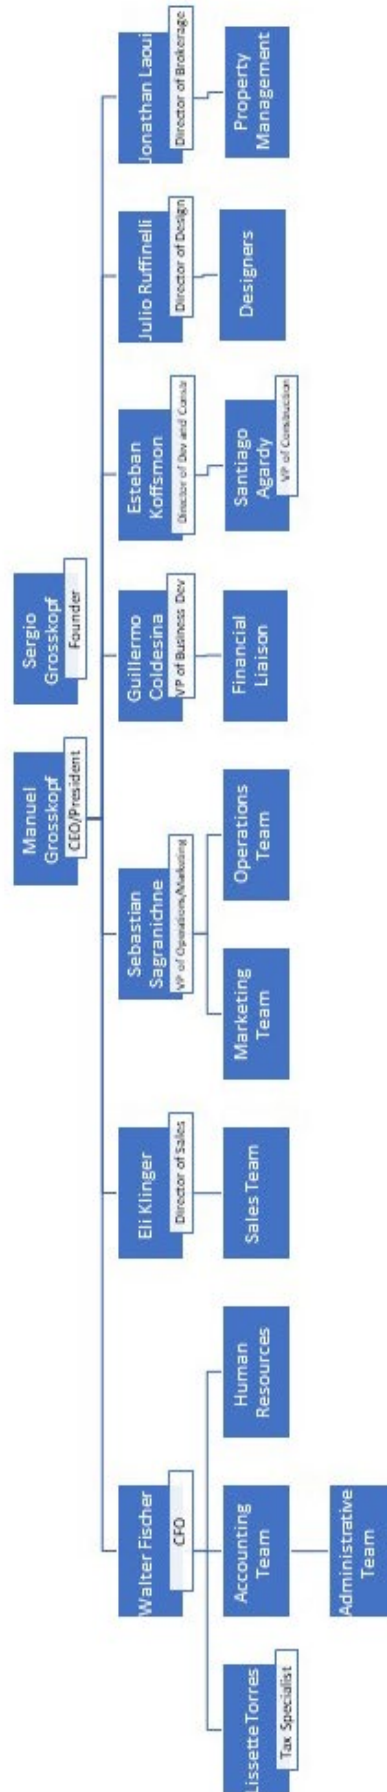 Manuel
Grosskopf
CEO/President
Sergio
Grosskopf
Founder
Walter Fischer
CFO
Eli Klinger
Director of Sales
Sebastian
Sagranichne
VP of Operations/Marketing
Guillermo
Coldesina
VP of Business Dev
Esteban
Koffsmon
Director of Dev and Constr
Julio Ruffinelli
Director of Design
Jonathan Laoui
Director of Brokerage
Lissette Torres
Tax Specialist
Accounting
Team
Human
Resources
Sales Team
Marketing
Team
Operations
Team
Financial
Liaison
Santiago
Agardy
VP of Construction
Designers
Property
Management
Administrative
Team